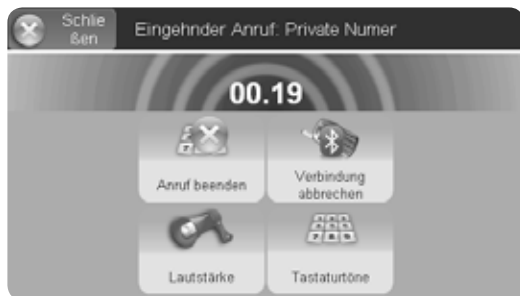 Schlie
ßen
Eingehnder Anruf: Private Numer
00.19
Anruf beenden
Verbindung
abbrechen
Lautstärke
Tastaturtöne